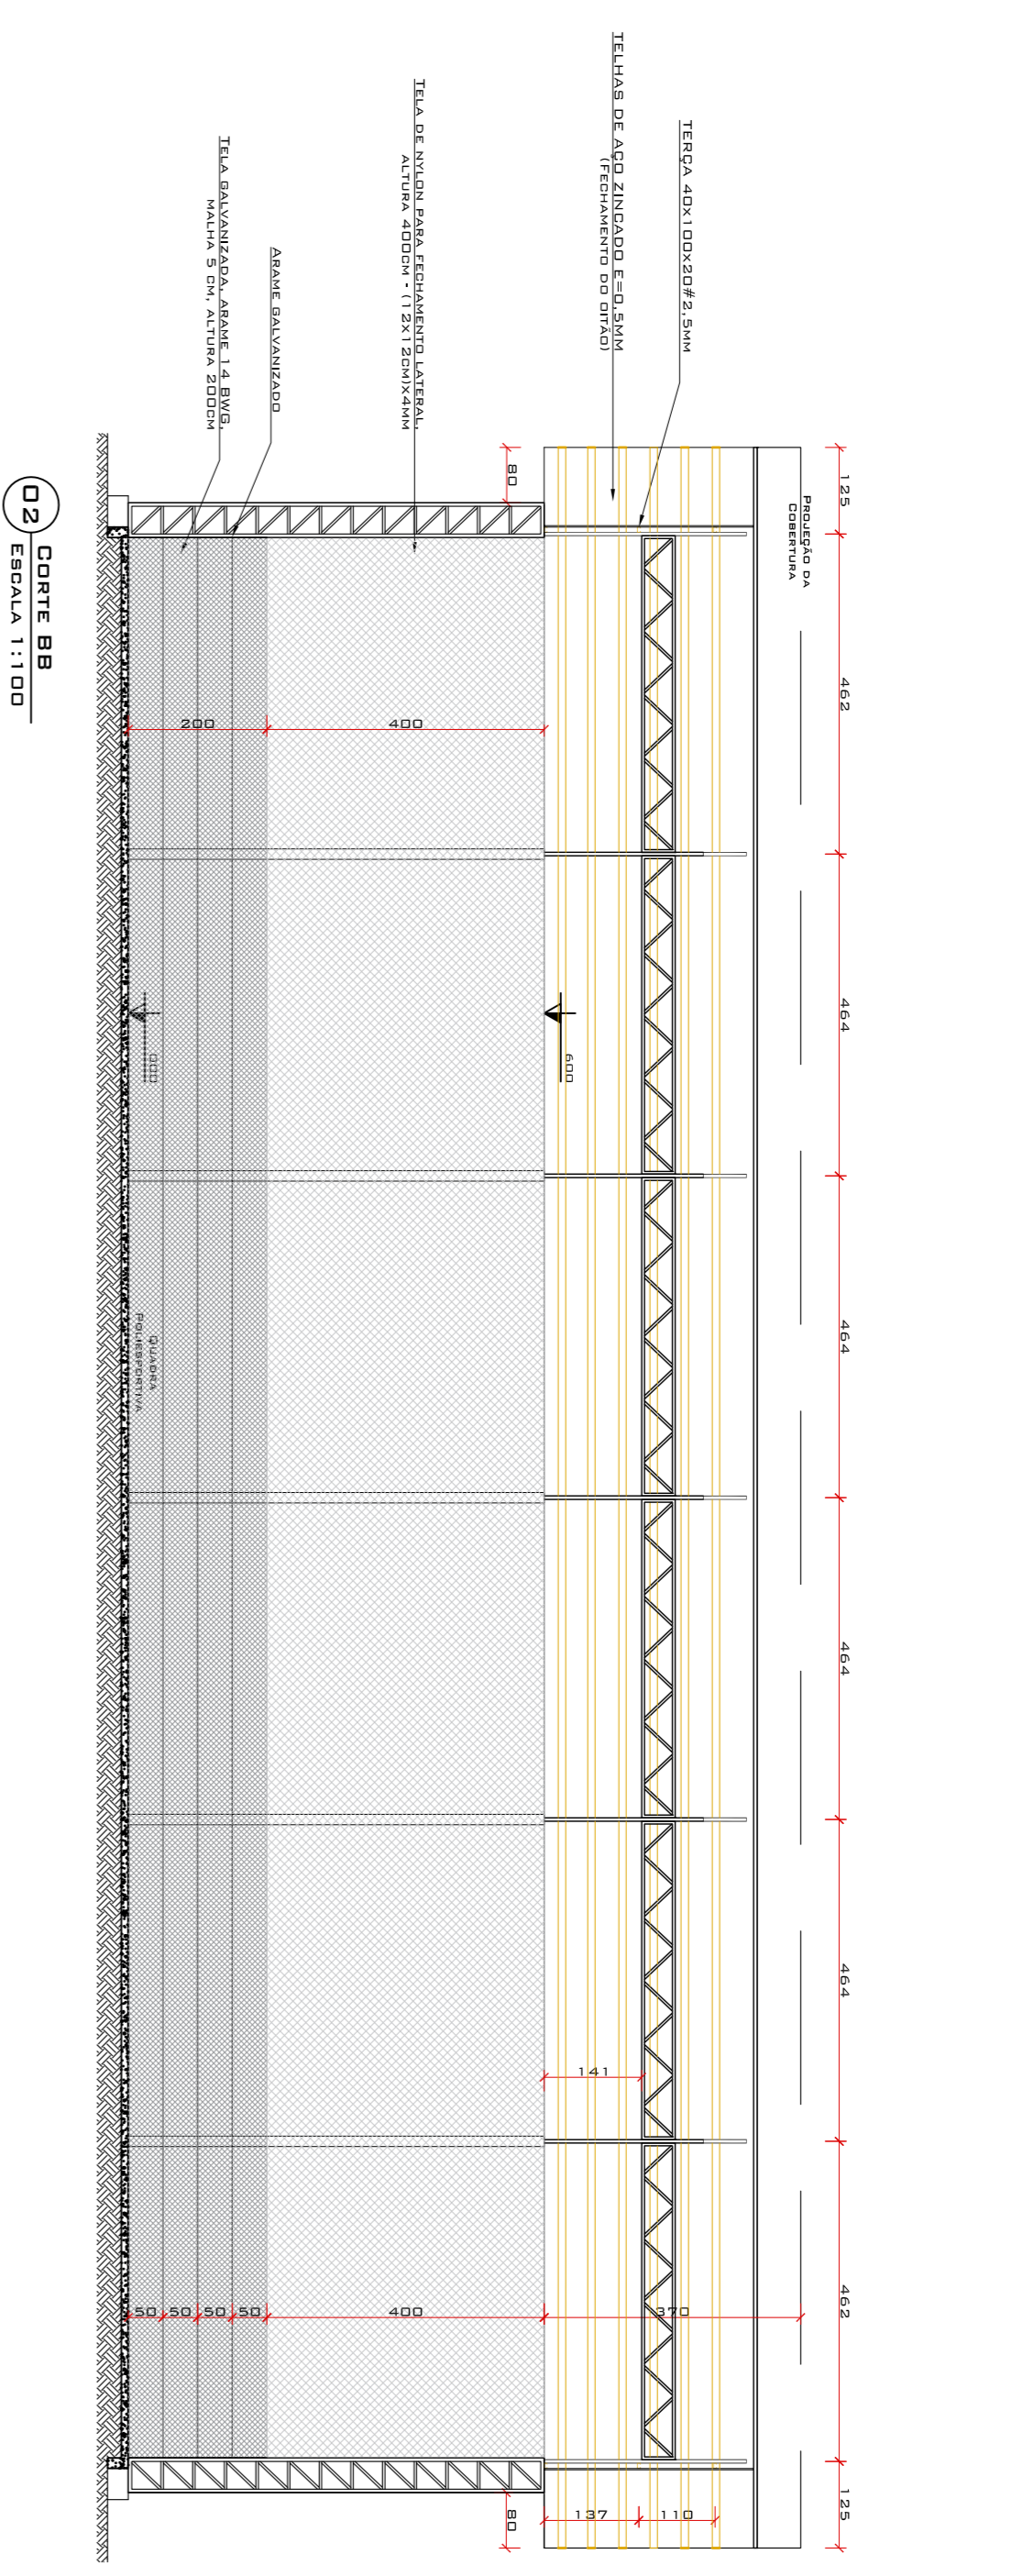 125
462
464
464
464
464
462
125
PROJEÇÃO DA
COBERTURA
TERÇA 40X100X20#2,5MM
TELHAS DE AÇO ZINCADO E=0,5MM
(FECHAMENTO DO OITÃO)
TELA DE NYLON PARA FECHAMENTO LATERAL,
ALTURA 400CM - (12X12CM)X4MM
ARAME GALVANIZADO
TELA GALVANIZADA, ARAME 14 BWG,
MALHA 5 CM, ALTURA 200CM
80
400
200
600
000
QUADRA
POLIESPORTIVA
141
370
400
50
50
50
50
110
137
80
02
CORTE BB
ESCALA 1:100